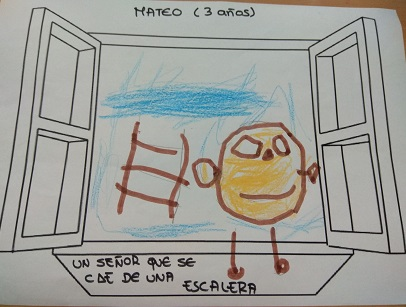 MATEO (3 años)
UN SEÑOR QUE SE
CAE DE UNA ESCALERA